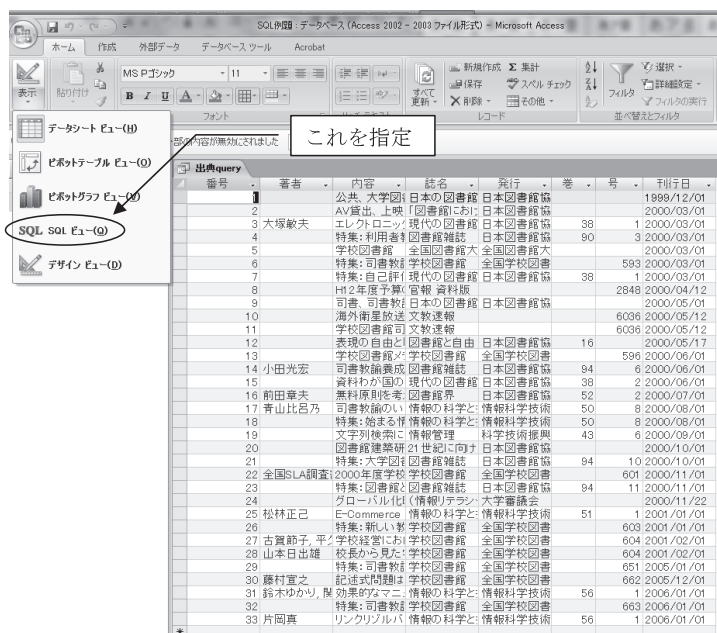 SQL例題 : データベース (Access 2002 - 2003 ファイル形式) - Microsoft Access
ホーム 作成 外部データ データベース ツール Acrobat
表示 貼り付け
MS Pゴシック 11
B I U A
フォント
すべて更新
新規作成 Σ 集計
保存 スペル チェック
削除 その他
レコード
フィルタ
選択
詳細設定
フィルタの実行
並べ替えとフィルタ
データシート ビュー(H)
ピボットテーブル ビュー(O)
ピボットグラフ ビュー(V)
SQL SQL ビュー(Q)
デザイン ビュー(D)
部の内容が無効にされました
これを指定
出典query
番号 著者 内容 誌名 発行 巻 号 刊行日
1 公共、大学図 日本の図書館 日本図書館協 1999/12/01
2 AV貸出、上映 「図書館におけ 日本図書館協 2000/03/01
3 大塚敏夫 エレクトロニッ 現代の図書館 日本図書館協 38 1 2000/03/01
4 特集:利用者教 図書館雑誌 日本図書館協 90 3 2000/03/01
5 学校図書館 全国図書館大 全国図書館大 2000/03/01
6 特集:司書教諭 学校図書館 全国学校図書 593 2000/03/01
7 特集:自己評価 現代の図書館 日本図書館協 38 1 2000/03/01
8 H12年度予算( 官報 資料版 2848 2000/04/12
9 司書、司書教諭 日本の図書館 日本図書館協 2000/05/01
10 海外衛星放送 文教速報 6036 2000/05/12
11 学校図書館司 文教速報 6036 2000/05/12
12 表現の自由と 図書館と自由 日本図書館協 16 2000/05/17
13 学校図書館メ 学校図書館 全国学校図書 596 2000/06/01
14 小田光宏 司書教諭養成 図書館雑誌 日本図書館協 94 6 2000/06/01
15 資料わが国の 現代の図書館 日本図書館協 38 2 2000/06/01
16 前田章夫 無料原則を考 図書館界 日本図書館協 52 2 2000/07/01
17 青山比呂乃 司書教諭のい 情報の科学と 情報科学技術 50 8 2000/08/01
18 特集:始まる情 情報の科学と 情報科学技術 50 8 2000/08/01
19 文字列検索に 情報管理 科学技術振興 43 6 2000/09/01
20 図書館建築研 21世紀に向け 日本図書館協 2000/10/01
21 特集:大学図書 図書館雑誌 日本図書館協 94 10 2000/10/01
22 全国SLA調査 2000年度学校 学校図書館 全国学校図書 601 2000/11/01
23 特集:図書館と 図書館雑誌 日本図書館協 94 11 2000/11/01
24 グローバル化 (情報リテラシ 大学審議会 2000/11/22
25 松林正己 E-Commerce 情報の科学と 情報科学技術 51 1 2001/01/01
26 特集:新しい教 学校図書館 全国学校図書 603 2001/01/01
27 古賀節子, 平久 学校経営にお 学校図書館 全国学校図書 604 2001/02/01
28 山本日出雄 校長から見た 学校図書館 全国学校図書 604 2001/02/01
29 特集:司書教諭 学校図書館 全国学校図書 651 2005/01/01
30 藤村宣之 記述式問題は 学校図書館 全国学校図書 662 2005/12/01
31 鈴木ゆかり, 関 効果的なマニ 情報の科学と 情報科学技術 56 1 2006/01/01
32 特集:司書教諭 学校図書館 全国学校図書 663 2006/01/01
33 片岡真 リンクリゾルバ 情報の科学と 情報科学技術 56 1 2006/01/01